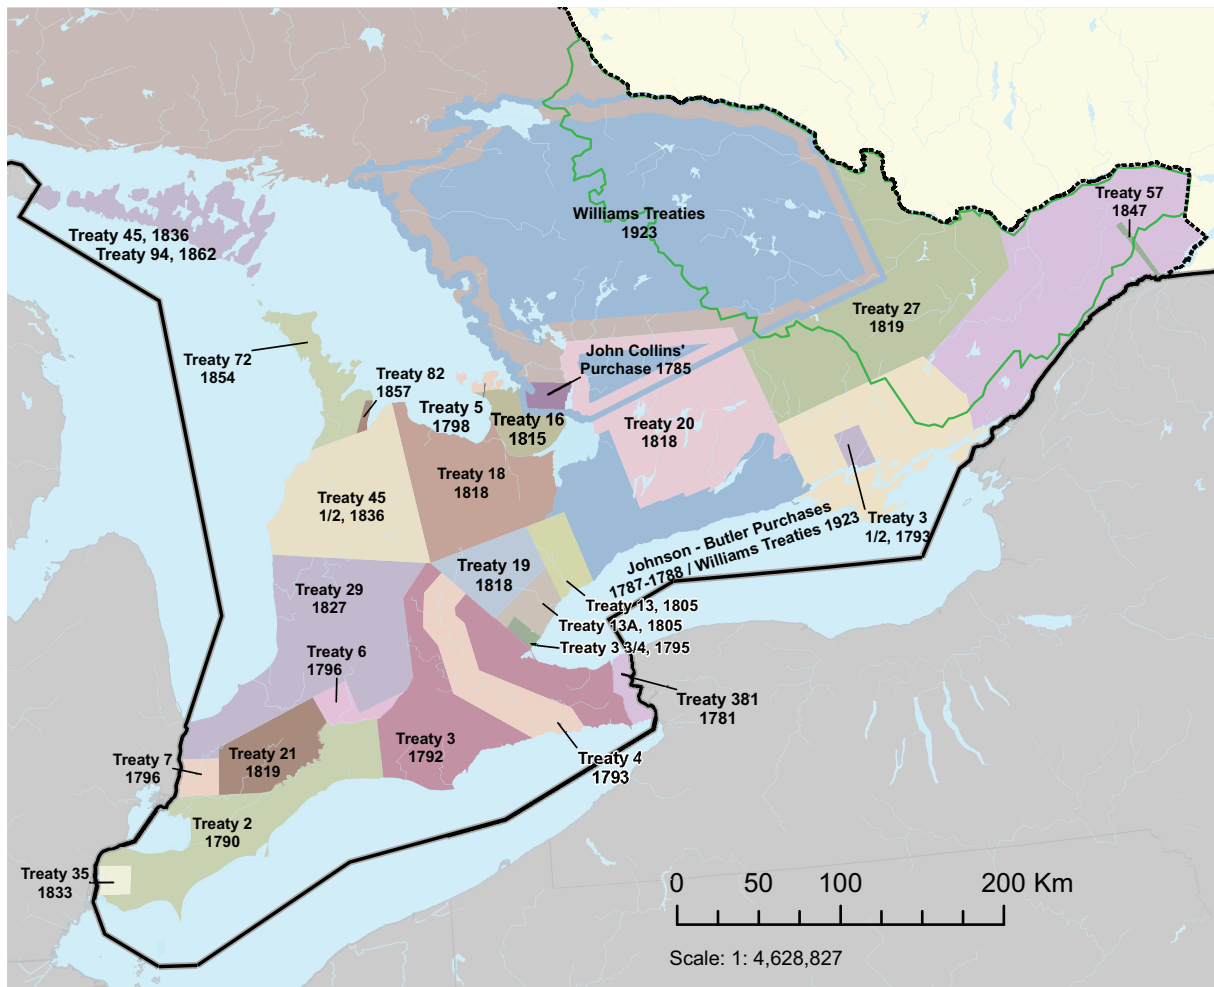 Treaty 57
1847
Williams Treaties
1923
Treaty 45, 1836
Treaty 94, 1862
Treaty 27
1819
Treaty 72
1854
John Collins'
Purchase 1785
Treaty 82
1857
Treaty 5
1798
Treaty 16
1815
Treaty 20
1818
Treaty 18
1818
Treaty 45
1/2, 1836
Treaty 3
1/2, 1793
Johnson - Butler Purchases
1787-1788 / Williams Treaties 1923
Treaty 19
1818
Treaty 29
1827
Treaty 13, 1805
Treaty 13A, 1805
Treaty 3 3/4, 1795
Treaty 6
1796
Treaty 381
1781
Treaty 3
1792
Treaty 21
1819
Treaty 7
1796
Treaty 4
1793
Treaty 2
1790
Treaty 35
1833
0 50 100 200 Km
Scale: 1: 4,628,827